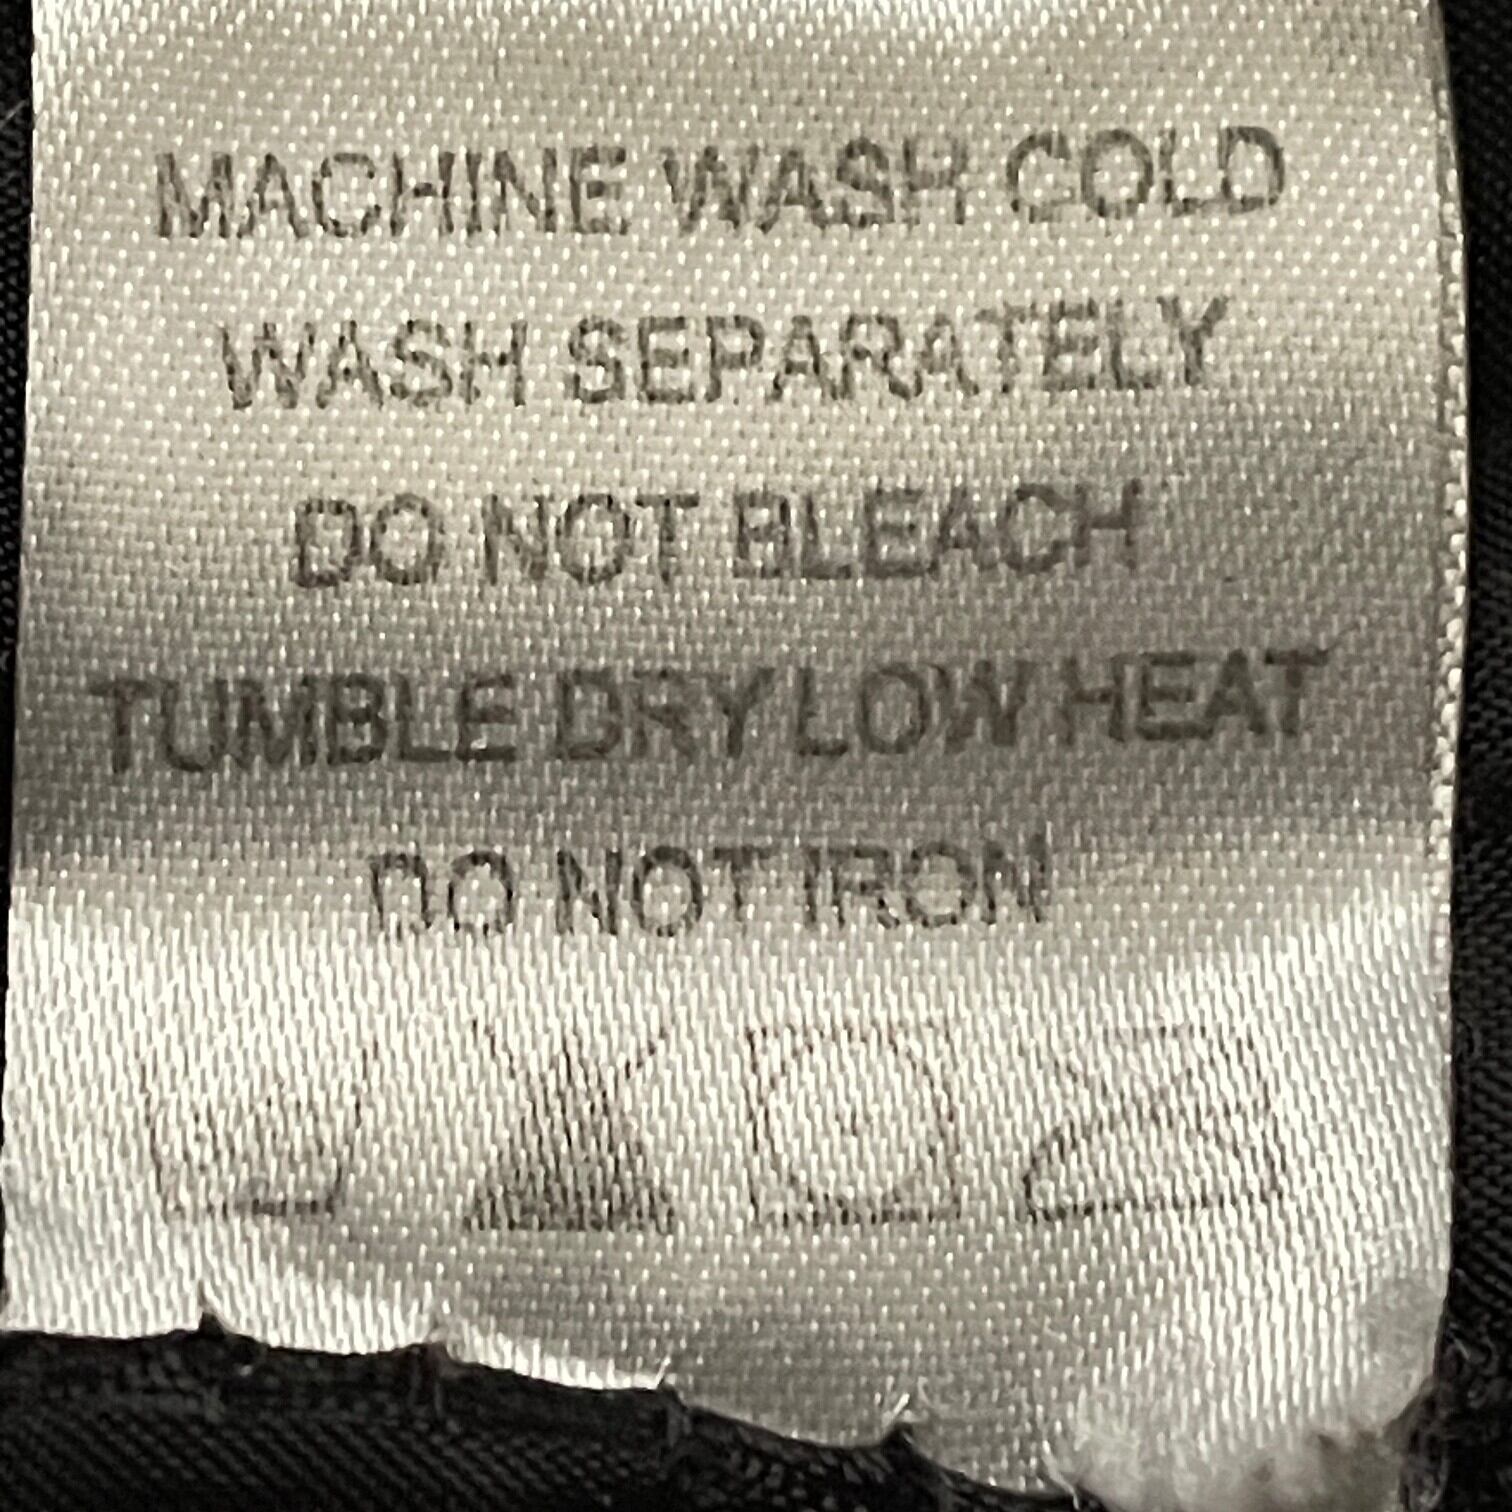 MACHINE WASH COLD
WASH SEPARATELY
DO NOT BLEACH
TUMBLE DRY LOW HEAT
DO NOT IRON